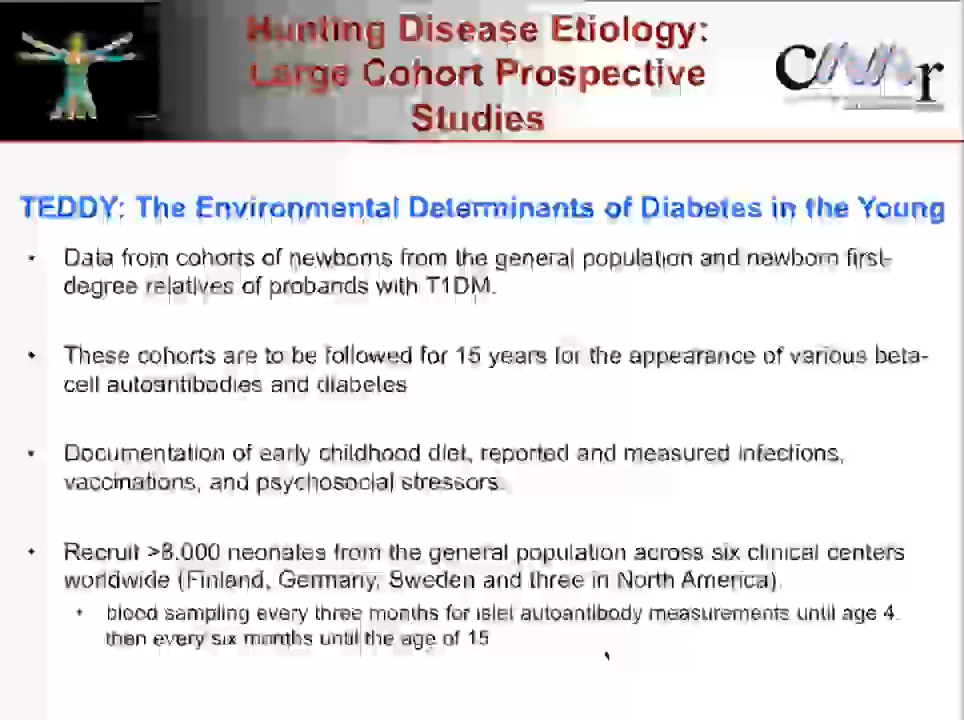 Hunting Disease Etiology:
Large Cohort Prospective
Studies
TEDDY: The Environmental Determinants of Diabetes in the Young
• Data from cohorts of newborns from the general population and newborn first-
degree relatives of probands with T1DM.
• These cohorts are to be followed for 15 years for the appearance of various beta-
cell autoantibodies and diabetes
• Documentation of early childhood diet, reported and measured infections,
vaccinations, and psychosocial stressors.
• Recruit >8,000 neonates from the general population across six clinical centers
worldwide (Finland, Germany, Sweden and three in North America).
• blood sampling every three months for islet autoantibody measurements until age 4.
then every six months until the age of 15